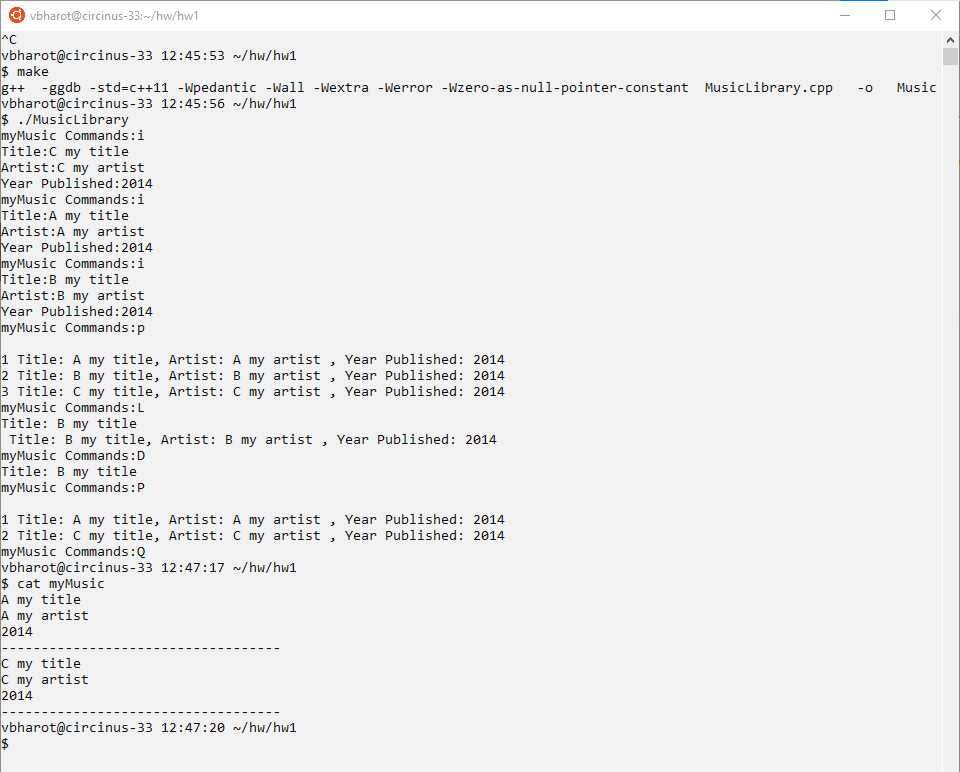 vbharot@circinus-33:~/hw/hw1
^C
vbharot@circinus-33 12:45:53 ~/hw/hw1
$ make
g++  -ggdb -std=c++11 -Wpedantic -Wall -Wextra -Werror -Wzero-as-null-pointer-constant  MusicLibrary.cpp   -o   Music
vbharot@circinus-33 12:45:56 ~/hw/hw1
$ ./MusicLibrary
myMusic Commands:i
Title:C my title
Artist:C my artist
Year Published:2014
myMusic Commands:i
Title:A my title
Artist:A my artist
Year Published:2014
myMusic Commands:i
Title:B my title
Artist:B my artist
Year Published:2014
myMusic Commands:p
1 Title: A my title, Artist: A my artist , Year Published: 2014
2 Title: B my title, Artist: B my artist , Year Published: 2014
3 Title: C my title, Artist: C my artist , Year Published: 2014
myMusic Commands:L
Title: B my title
 Title: B my title, Artist: B my artist , Year Published: 2014
myMusic Commands:D
Title: B my title
myMusic Commands:P
1 Title: A my title, Artist: A my artist , Year Published: 2014
2 Title: C my title, Artist: C my artist , Year Published: 2014
myMusic Commands:Q
vbharot@circinus-33 12:47:17 ~/hw/hw1
$ cat myMusic
A my title
A my artist
2014
-----------------------------------
C my title
C my artist
2014
-----------------------------------
vbharot@circinus-33 12:47:20 ~/hw/hw1
$